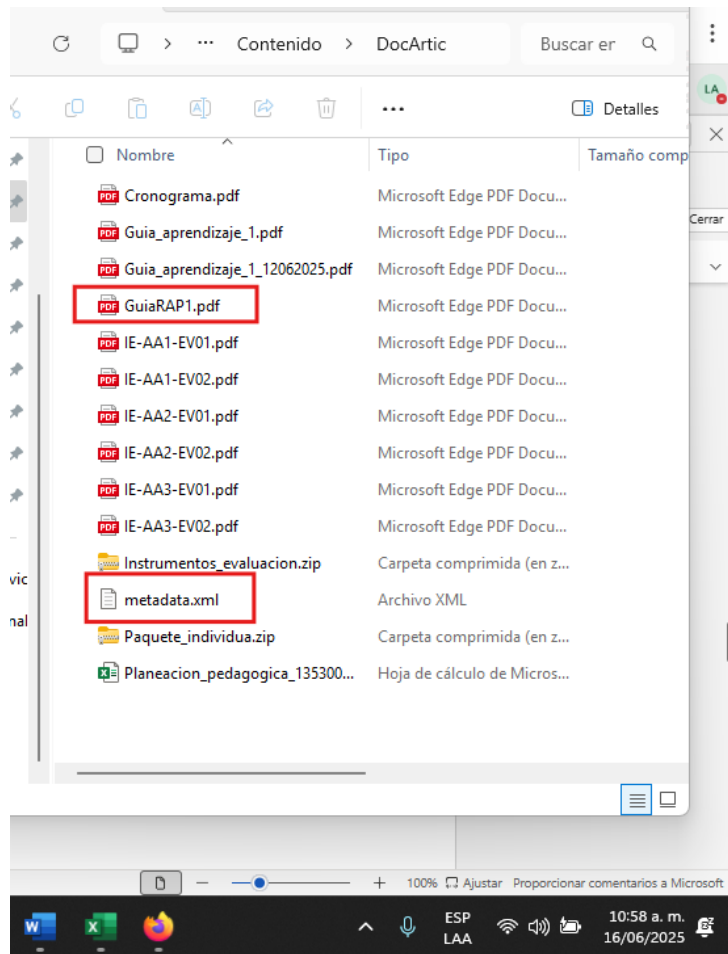 Contenido
DocArtic
Buscar er
LA
Detalles
Nombre
Tipo
Tamaño comp
Cerrar
Cronograma.pdf Microsoft Edge PDF Docu...
Guia_aprendizaje_1.pdf Microsoft Edge PDF Docu...
Guia_aprendizaje_1_12062025.pdf Microsoft Edge PDF Docu...
GuiaRAP1.pdf Microsoft Edge PDF Docu...
IE-AA1-EV01.pdf Microsoft Edge PDF Docu...
IE-AA1-EV02.pdf Microsoft Edge PDF Docu...
IE-AA2-EV01.pdf Microsoft Edge PDF Docu...
IE-AA2-EV02.pdf Microsoft Edge PDF Docu...
IE-AA3-EV01.pdf Microsoft Edge PDF Docu...
IE-AA3-EV02.pdf Microsoft Edge PDF Docu...
Instrumentos_evaluacion.zip Carpeta comprimida (en z...
vic
metadata.xml Archivo XML
nal
Paquete_individua.zip Carpeta comprimida (en z...
Planeacion_pedagogica_135300... Hoja de cálculo de Micros...
100% Ajustar Proporcionar comentarios a Microsoft
ESP 10:58 a. m.
LAA 16/06/2025